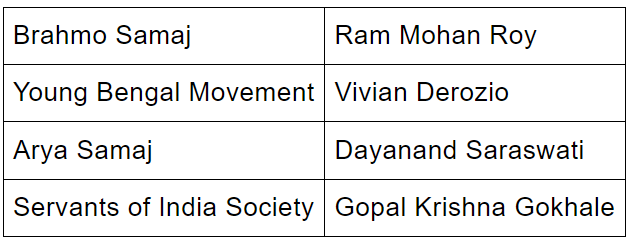 Brahmo Samaj Ram Mohan Roy
Young Bengal Movement Vivian Derozio
Arya Samaj Dayanand Saraswati
Servants of India Society Gopal Krishna Gokhale